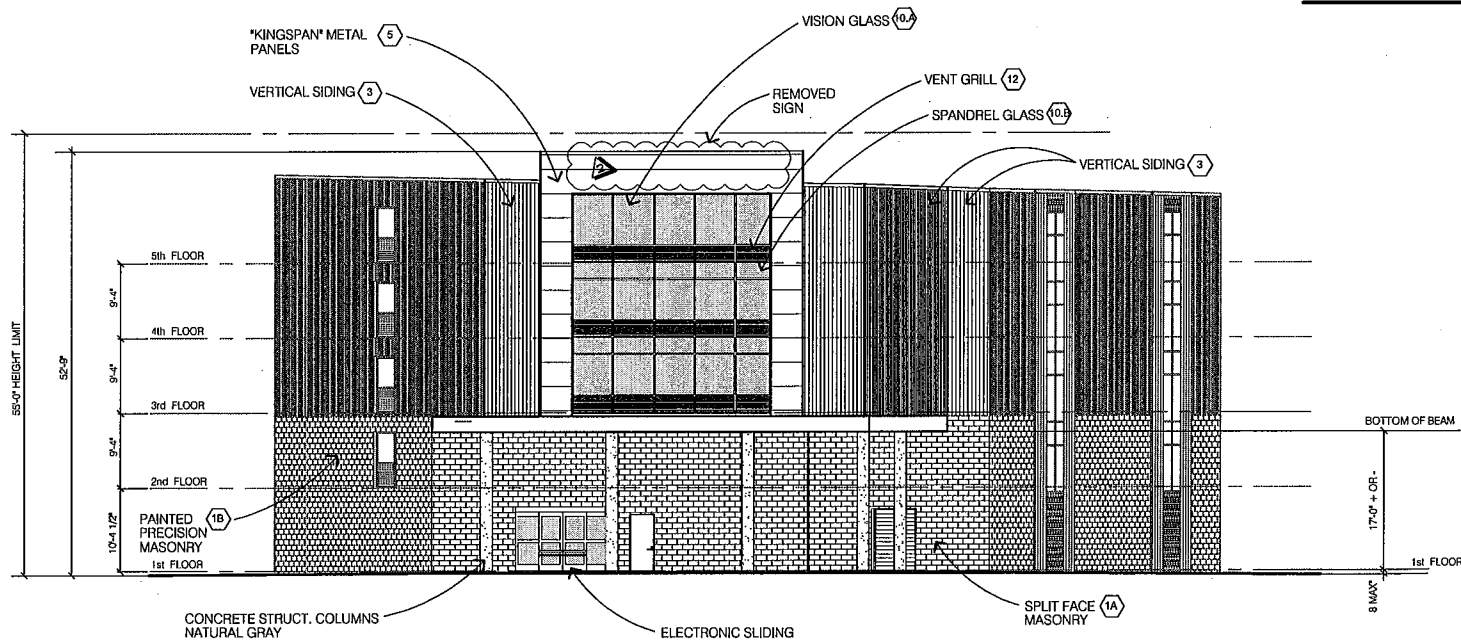 "KINGSPAN" METAL
PANELS
5
VISION GLASS
10.A
VERTICAL SIDING
3
REMOVED
SIGN
VENT GRILL
12
SPANDREL GLASS
10.B
2
VERTICAL SIDING
3
5th FLOOR
9'-4"
4th FLOOR
9'-4"
3rd FLOOR
9'-4"
2nd FLOOR
10'-4 1/2"
1st FLOOR
55'-0" HEIGHT LIMIT
52'-9"
BOTTOM OF BEAM
17'-0" + OR -
1st FLOOR
8 MAX"
PAINTED
PRECISION
MASONRY
1B
CONCRETE STRUCT. COLUMNS
NATURAL GRAY
ELECTRONIC SLIDING
SPLIT FACE
MASONRY
1A